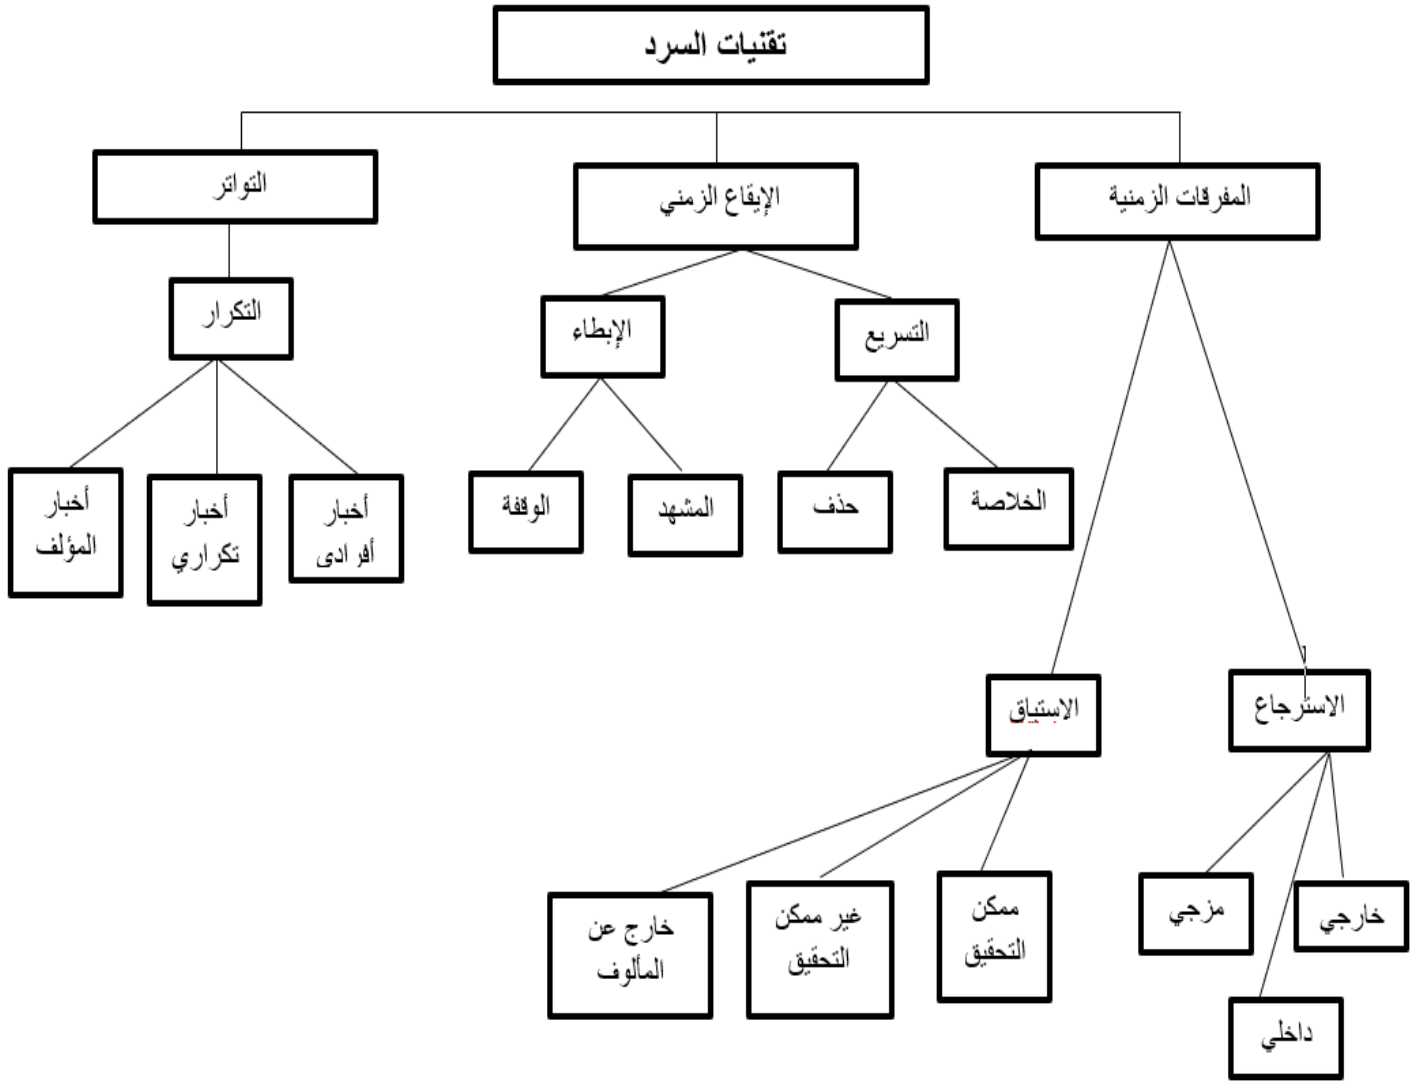 تقنيات السرد
المفرقات الزمنية
الإيقاع الزمني
التواتر
التسريع
الإبطاء
التكرار
الخلاصة
حذف
المشهد
الوقفة
أخبار
أفرادى
أخبار
تكراري
أخبار
المؤلف
الاسترجاع
الاستياق
خارجي
مزجي
داخلي
ممكن
التحقيق
غير ممكن
التحقيق
خارج عن
المألوف